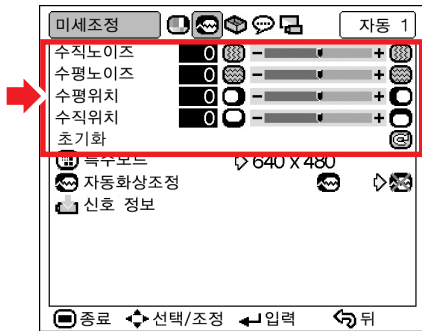 미세조정 자동 1
수직노이즈 0 - +
수평노이즈 0 - +
수평위치 0 - +
수직위치 0 - +
초기화
특수모드 640 x 480
자동화상조정
신호 정보
종료 선택/조정 입력 뒤